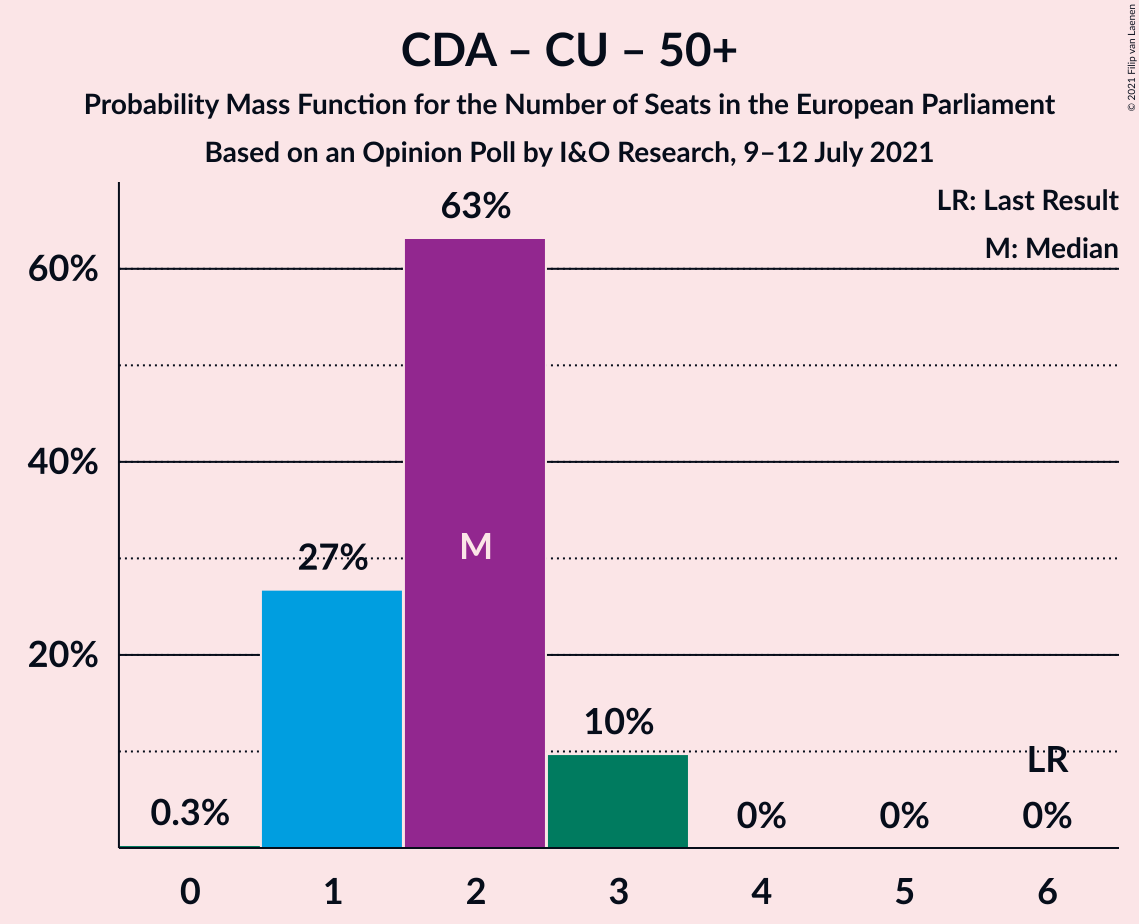 CDA – CU – 50+
Probability Mass Function for the Number of Seats in the European Parliament
Based on an Opinion Poll by I&O Research, 9–12 July 2021
© 2021 Filip van Laenen
LR: Last Result
M: Median
63%
60%
40%
27%
M
20%
10%
LR
0.3%
0%
0%
0%
0
1
2
3
4
5
6